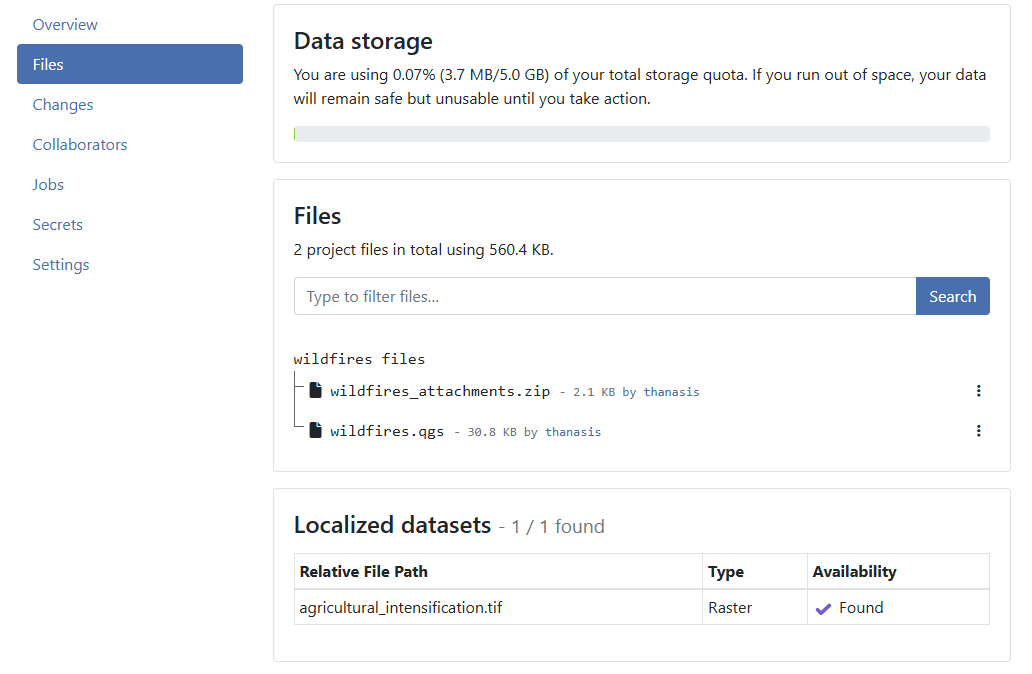 Overview
Files
Changes
Collaborators
Jobs
Secrets
Settings
Data storage
You are using 0.07% (3.7 MB/5.0 GB) of your total storage quota. If you run out of space, your data
will remain safe but unusable until you take action.
Files
2 project files in total using 560.4 KB.
Type to filter files...
Search
wildfires files
wildfires_attachments.zip - 2.1 KB by thanasis
wildfires.qgs - 30.8 KB by thanasis
Localized datasets - 1 / 1 found
Relative File Path Type Availability
agricultural_intensification.tif Raster Found